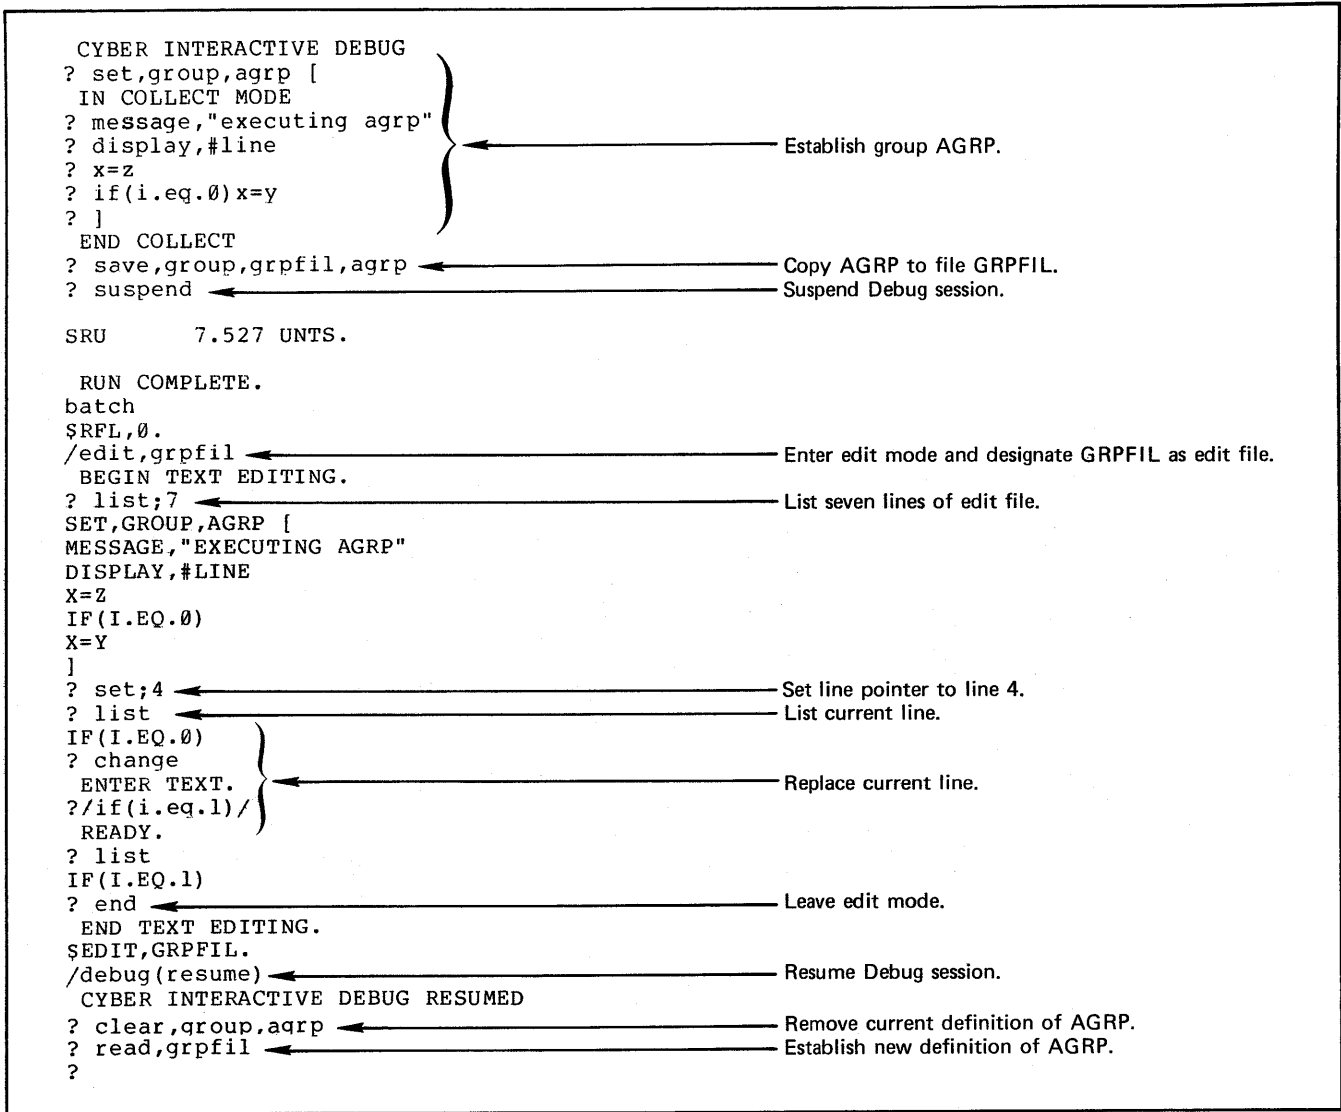 CYBER INTERACTIVE DEBUG
? set,group,agrp [
IN COLLECT MODE
? message,"executing agrp"
? display,#line Establish group AGRP.
? x=z
? if(i.eq.0)x=y
? ]
END COLLECT
? save,group,grpfil,agrp Copy AGRP to file GRPFIL.
? suspend Suspend Debug session.
SRU 7.527 UNTS.
RUN COMPLETE.
batch
$RFL,0.
/edit,grpfil Enter edit mode and designate GRPFIL as edit file.
BEGIN TEXT EDITING.
? list;7 List seven lines of edit file.
SET,GROUP,AGRP [
MESSAGE,"EXECUTING AGRP"
DISPLAY,#LINE
X=Z
IF(I.EQ.0)
X=Y
]
? set;4 Set line pointer to line 4.
? list List current line.
IF(I.EQ.0)
? change
ENTER TEXT. Replace current line.
?/if(i.eq.1)/
READY.
? list
IF(I.EQ.1)
? end Leave edit mode.
END TEXT EDITING.
$EDIT,GRPFIL.
/debug(resume) Resume Debug session.
CYBER INTERACTIVE DEBUG RESUMED
? clear,group,agrp Remove current definition of AGRP.
? read,grpfil Establish new definition of AGRP.
?